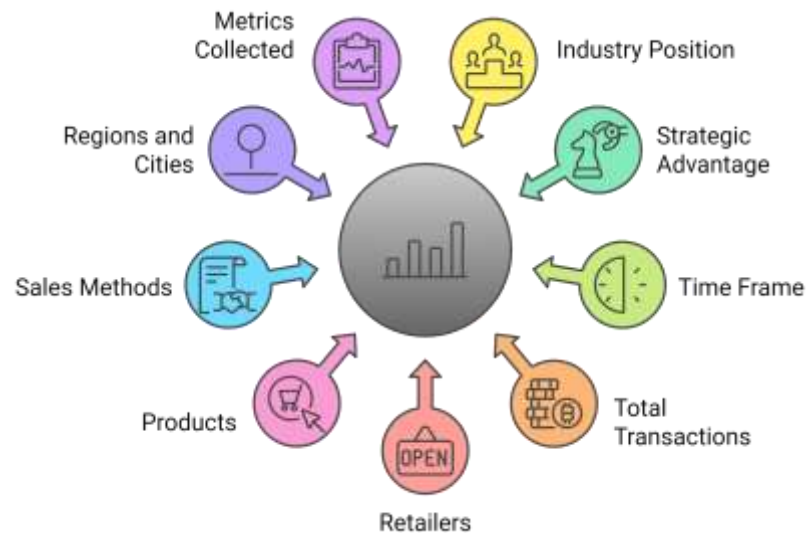 Metrics
Collected
Industry Position
Regions and
Cities
Strategic
Advantage
Sales Methods
Time Frame
Products
Total
Transactions
OPEN
Retailers